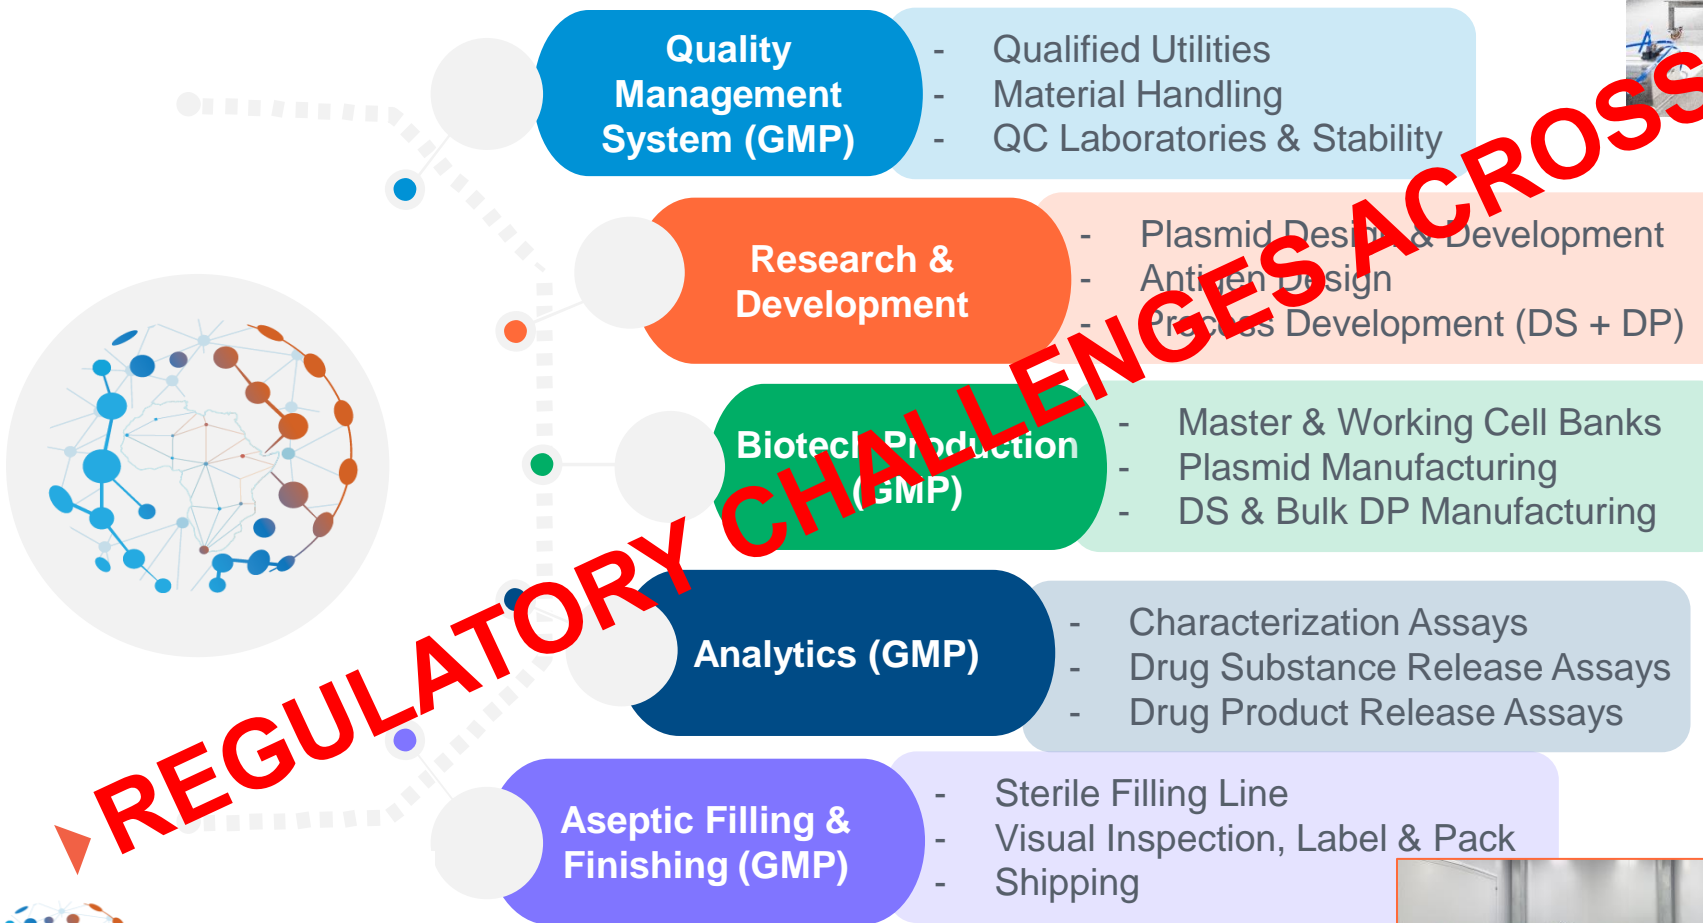 Quality
Management
System (GMP)
- Qualified Utilities
- Material Handling
- QC Laboratories & Stability
Research &
Development
- Plasmid Design & Development
- Antigen Design
- Process Development (DS + DP)
Biotech Production
(GMP)
- Master & Working Cell Banks
- Plasmid Manufacturing
- DS & Bulk DP Manufacturing
Analytics (GMP)
- Characterization Assays
- Drug Substance Release Assays
- Drug Product Release Assays
Aseptic Filling &
Finishing (GMP)
- Sterile Filling Line
- Visual Inspection, Label & Pack
- Shipping
REGULATORY CHALLENGES ACROSS